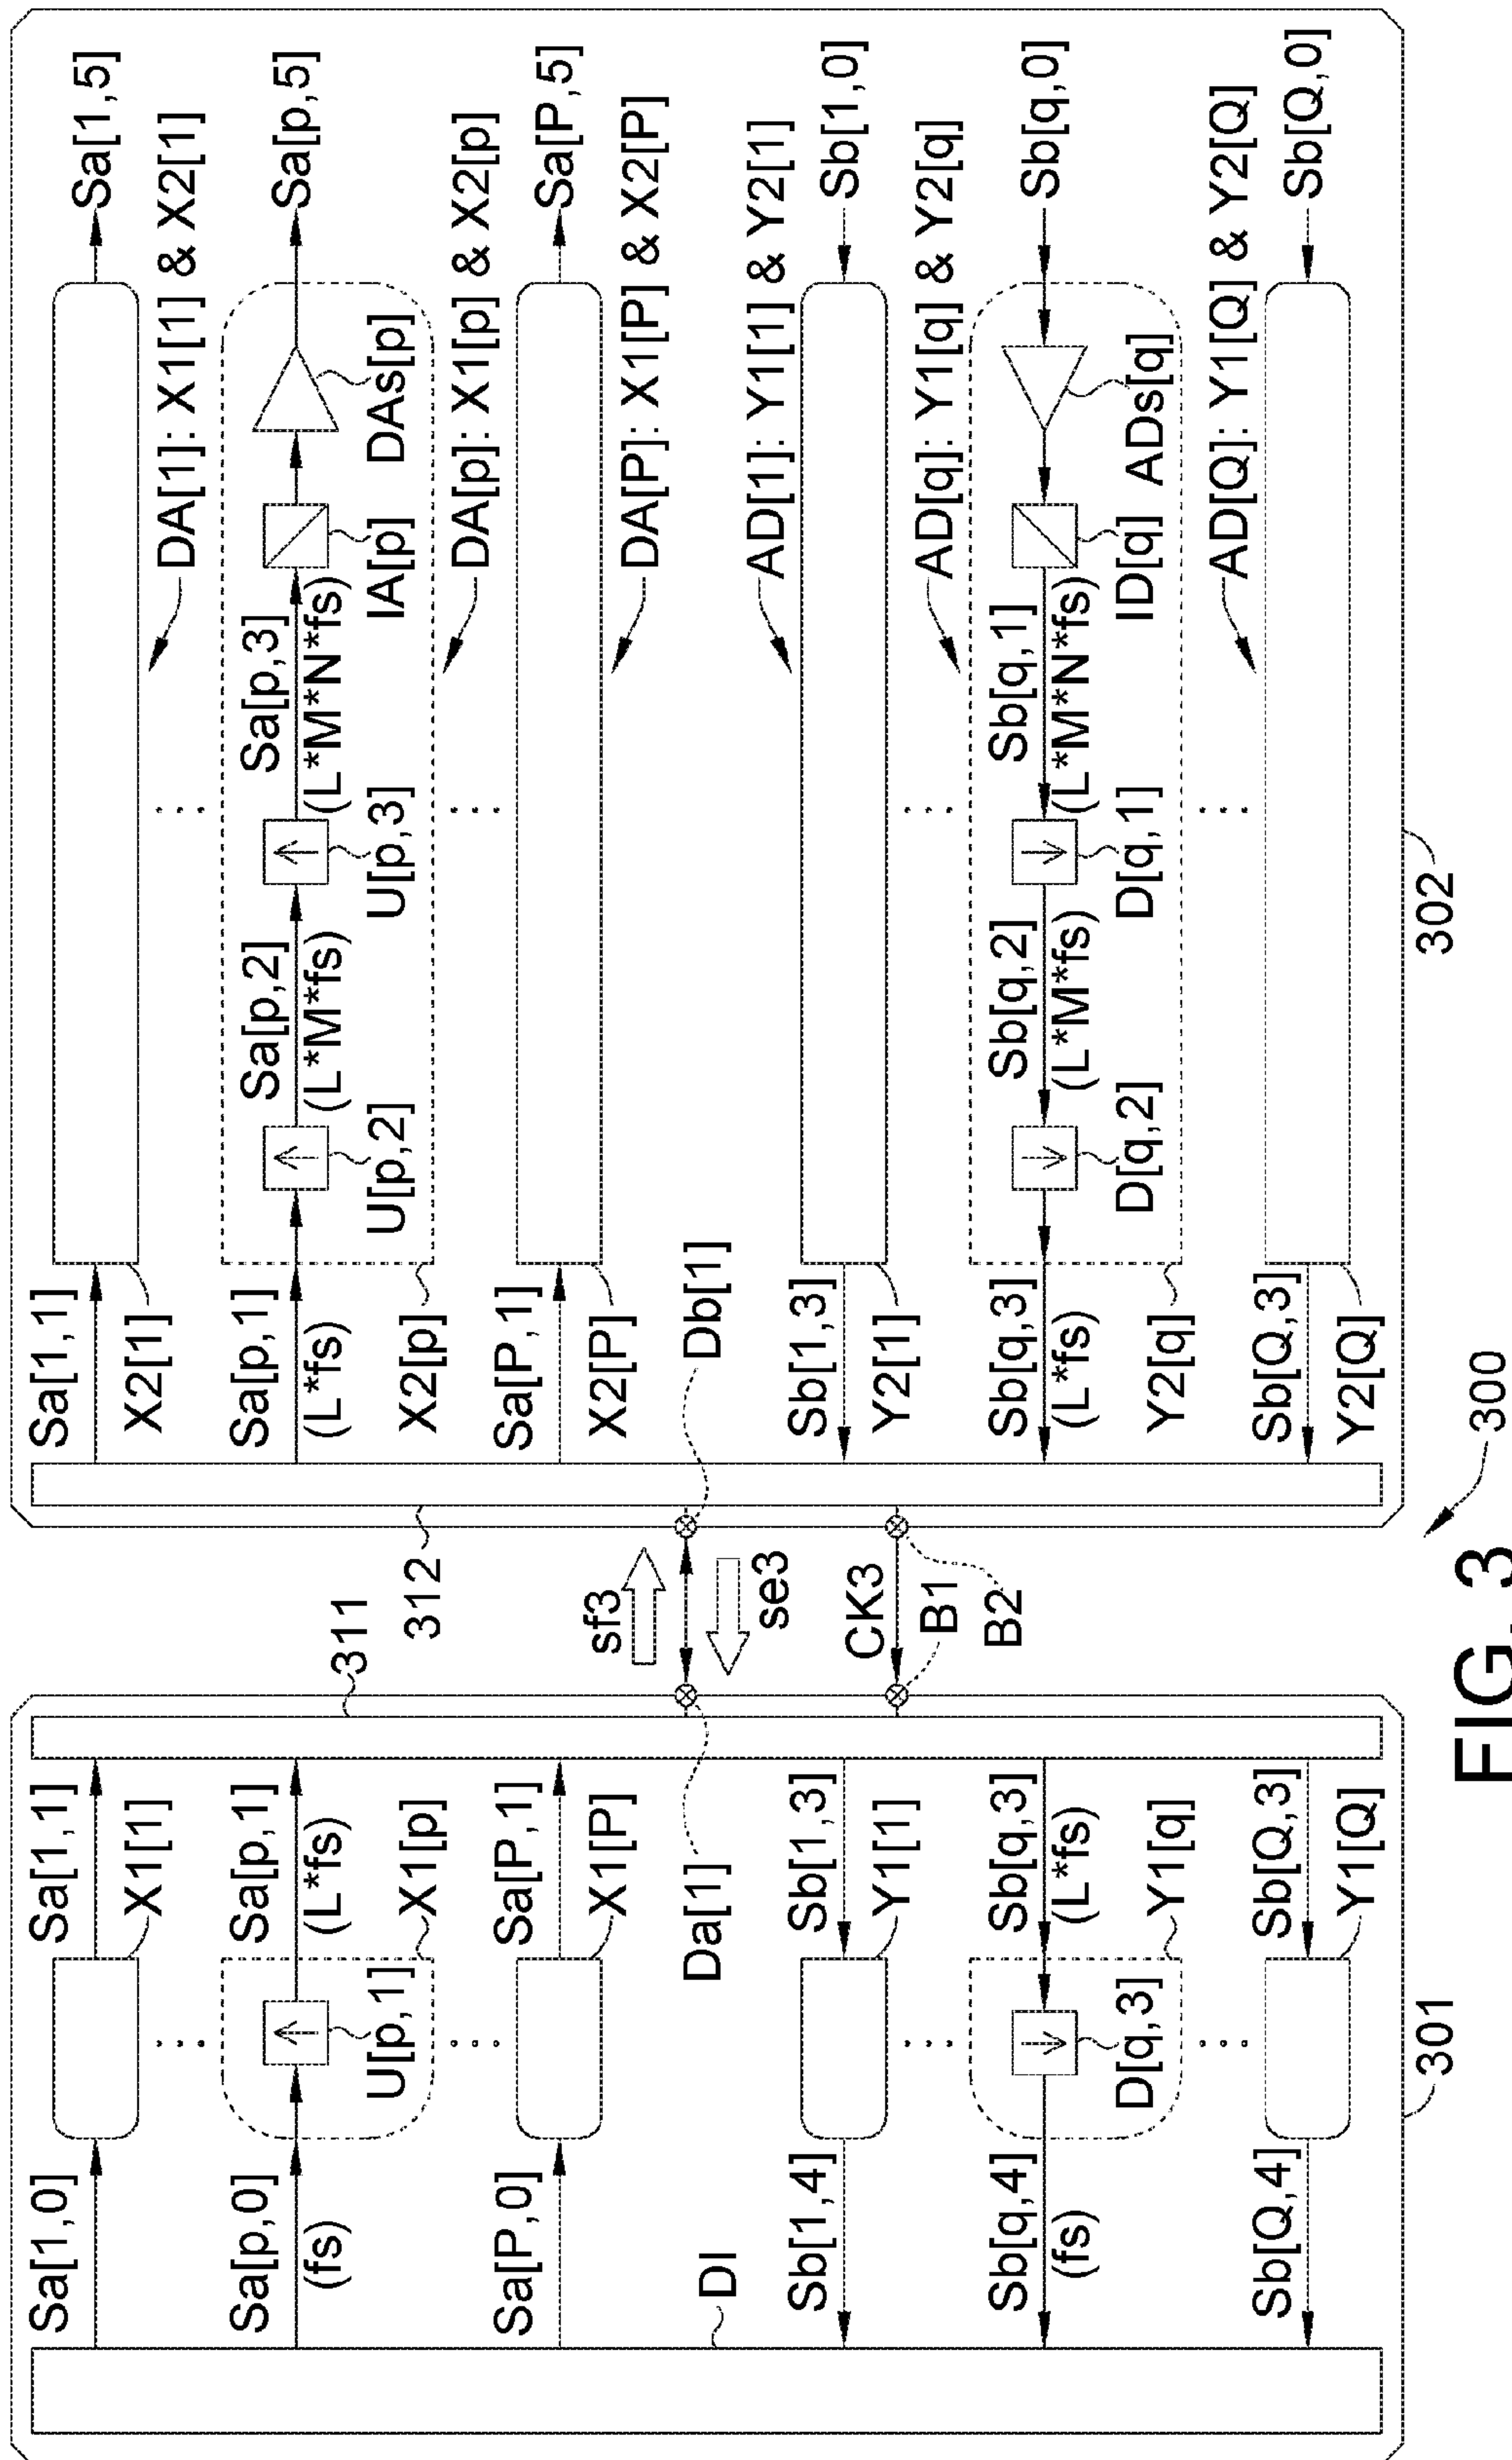 Sa[1,0]
Sa[1,1]
X1[1]
Sa[p,0]
(fs)
U[p,1]
Sa[p,1]
(L*fs)
X1[p]
Sa[P,0]
Sa[P,1]
X1[P]
DI
Da[1]
Sb[1,4]
Sb[1,3]
Y1[1]
Sb[q,4]
(fs)
D[q,3]
Sb[q,3]
(L*fs)
Y1[q]
Sb[Q,4]
Sb[Q,3]
Y1[Q]
301
311
312
sf3
se3
CK3
B1
B2
Db[1]
Sa[1,1]
X2[1]
Sa[1,5]
DA[1]: X1[1] & X2[1]
Sa[p,1]
(L*fs)
X2[p]
U[p,2]
Sa[p,2]
(L*M*fs)
U[p,3]
Sa[p,3]
(L*M*N*fs)
IA[p]
DAs[p]
Sa[p,5]
DA[p]: X1[p] & X2[p]
Sa[P,1]
X2[P]
Sa[P,5]
DA[P]: X1[P] & X2[P]
AD[1]: Y1[1] & Y2[1]
Sb[1,3]
Y2[1]
Sb[1,0]
AD[q]: Y1[q] & Y2[q]
Sb[q,3]
(L*fs)
Y2[q]
D[q,2]
Sb[q,2]
(L*M*fs)
D[q,1]
Sb[q,1]
(L*M*N*fs)
ID[q]
ADs[q]
Sb[q,0]
AD[Q]: Y1[Q] & Y2[Q]
Sb[Q,3]
Y2[Q]
Sb[Q,0]
302
300
FIG. 3